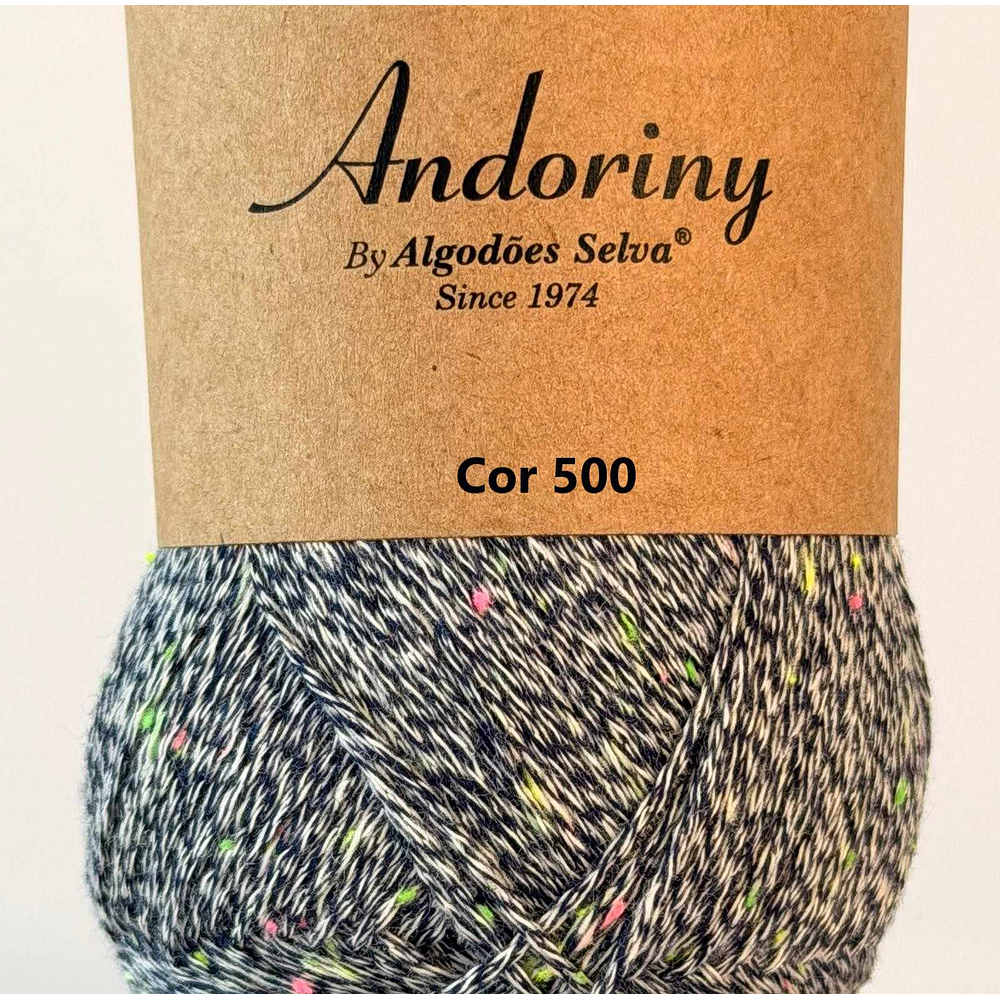 Andoriny
By Algodões Selva®
Since 1974
Cor 500